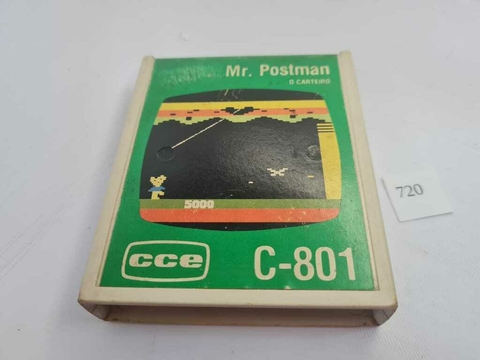 Mr. Postman
O CARTEIRO
5000
cce
C-801
720